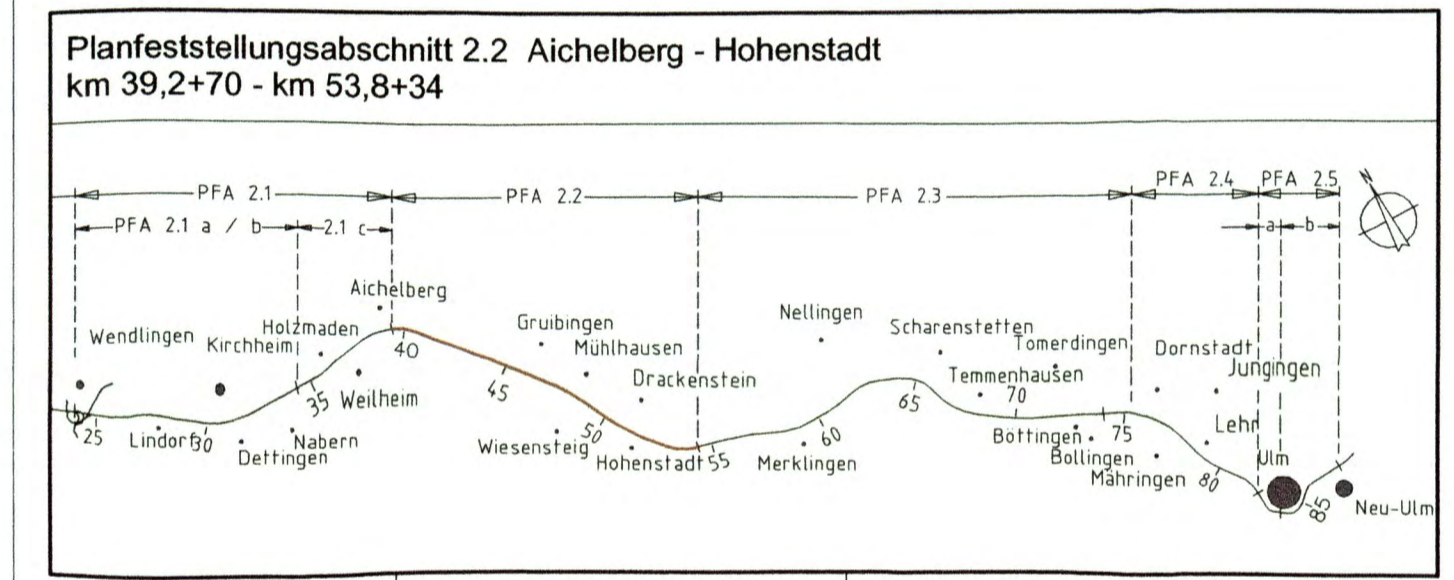 Planfeststellungsabschnitt 2.2 Aichelberg - Hohenstadt
km 39,2+70 - km 53,8+34
PFA 2.1
PFA 2.2
PFA 2.3
PFA 2.4
PFA 2.5
N
PFA 2.1 a / b
2.1 c
a
b
Aichelberg
Nellingen
Wendlingen
Kirchheim
Holzmaden
40
Gruibingen
Mühlhausen
Scharenstetten
Tomerdingen
Dornstadt
Jungingen
Drackenstein
Temmenhausen
35
Weilheim
45
65
70
25
Lindorf
30
Dettingen
Nabern
Wiesensteig
50
Hohenstadt
55
Merklingen
60
Böttingen
75
Bollingen
Mähringen
80
Lehr
Ulm
85
Neu-Ulm